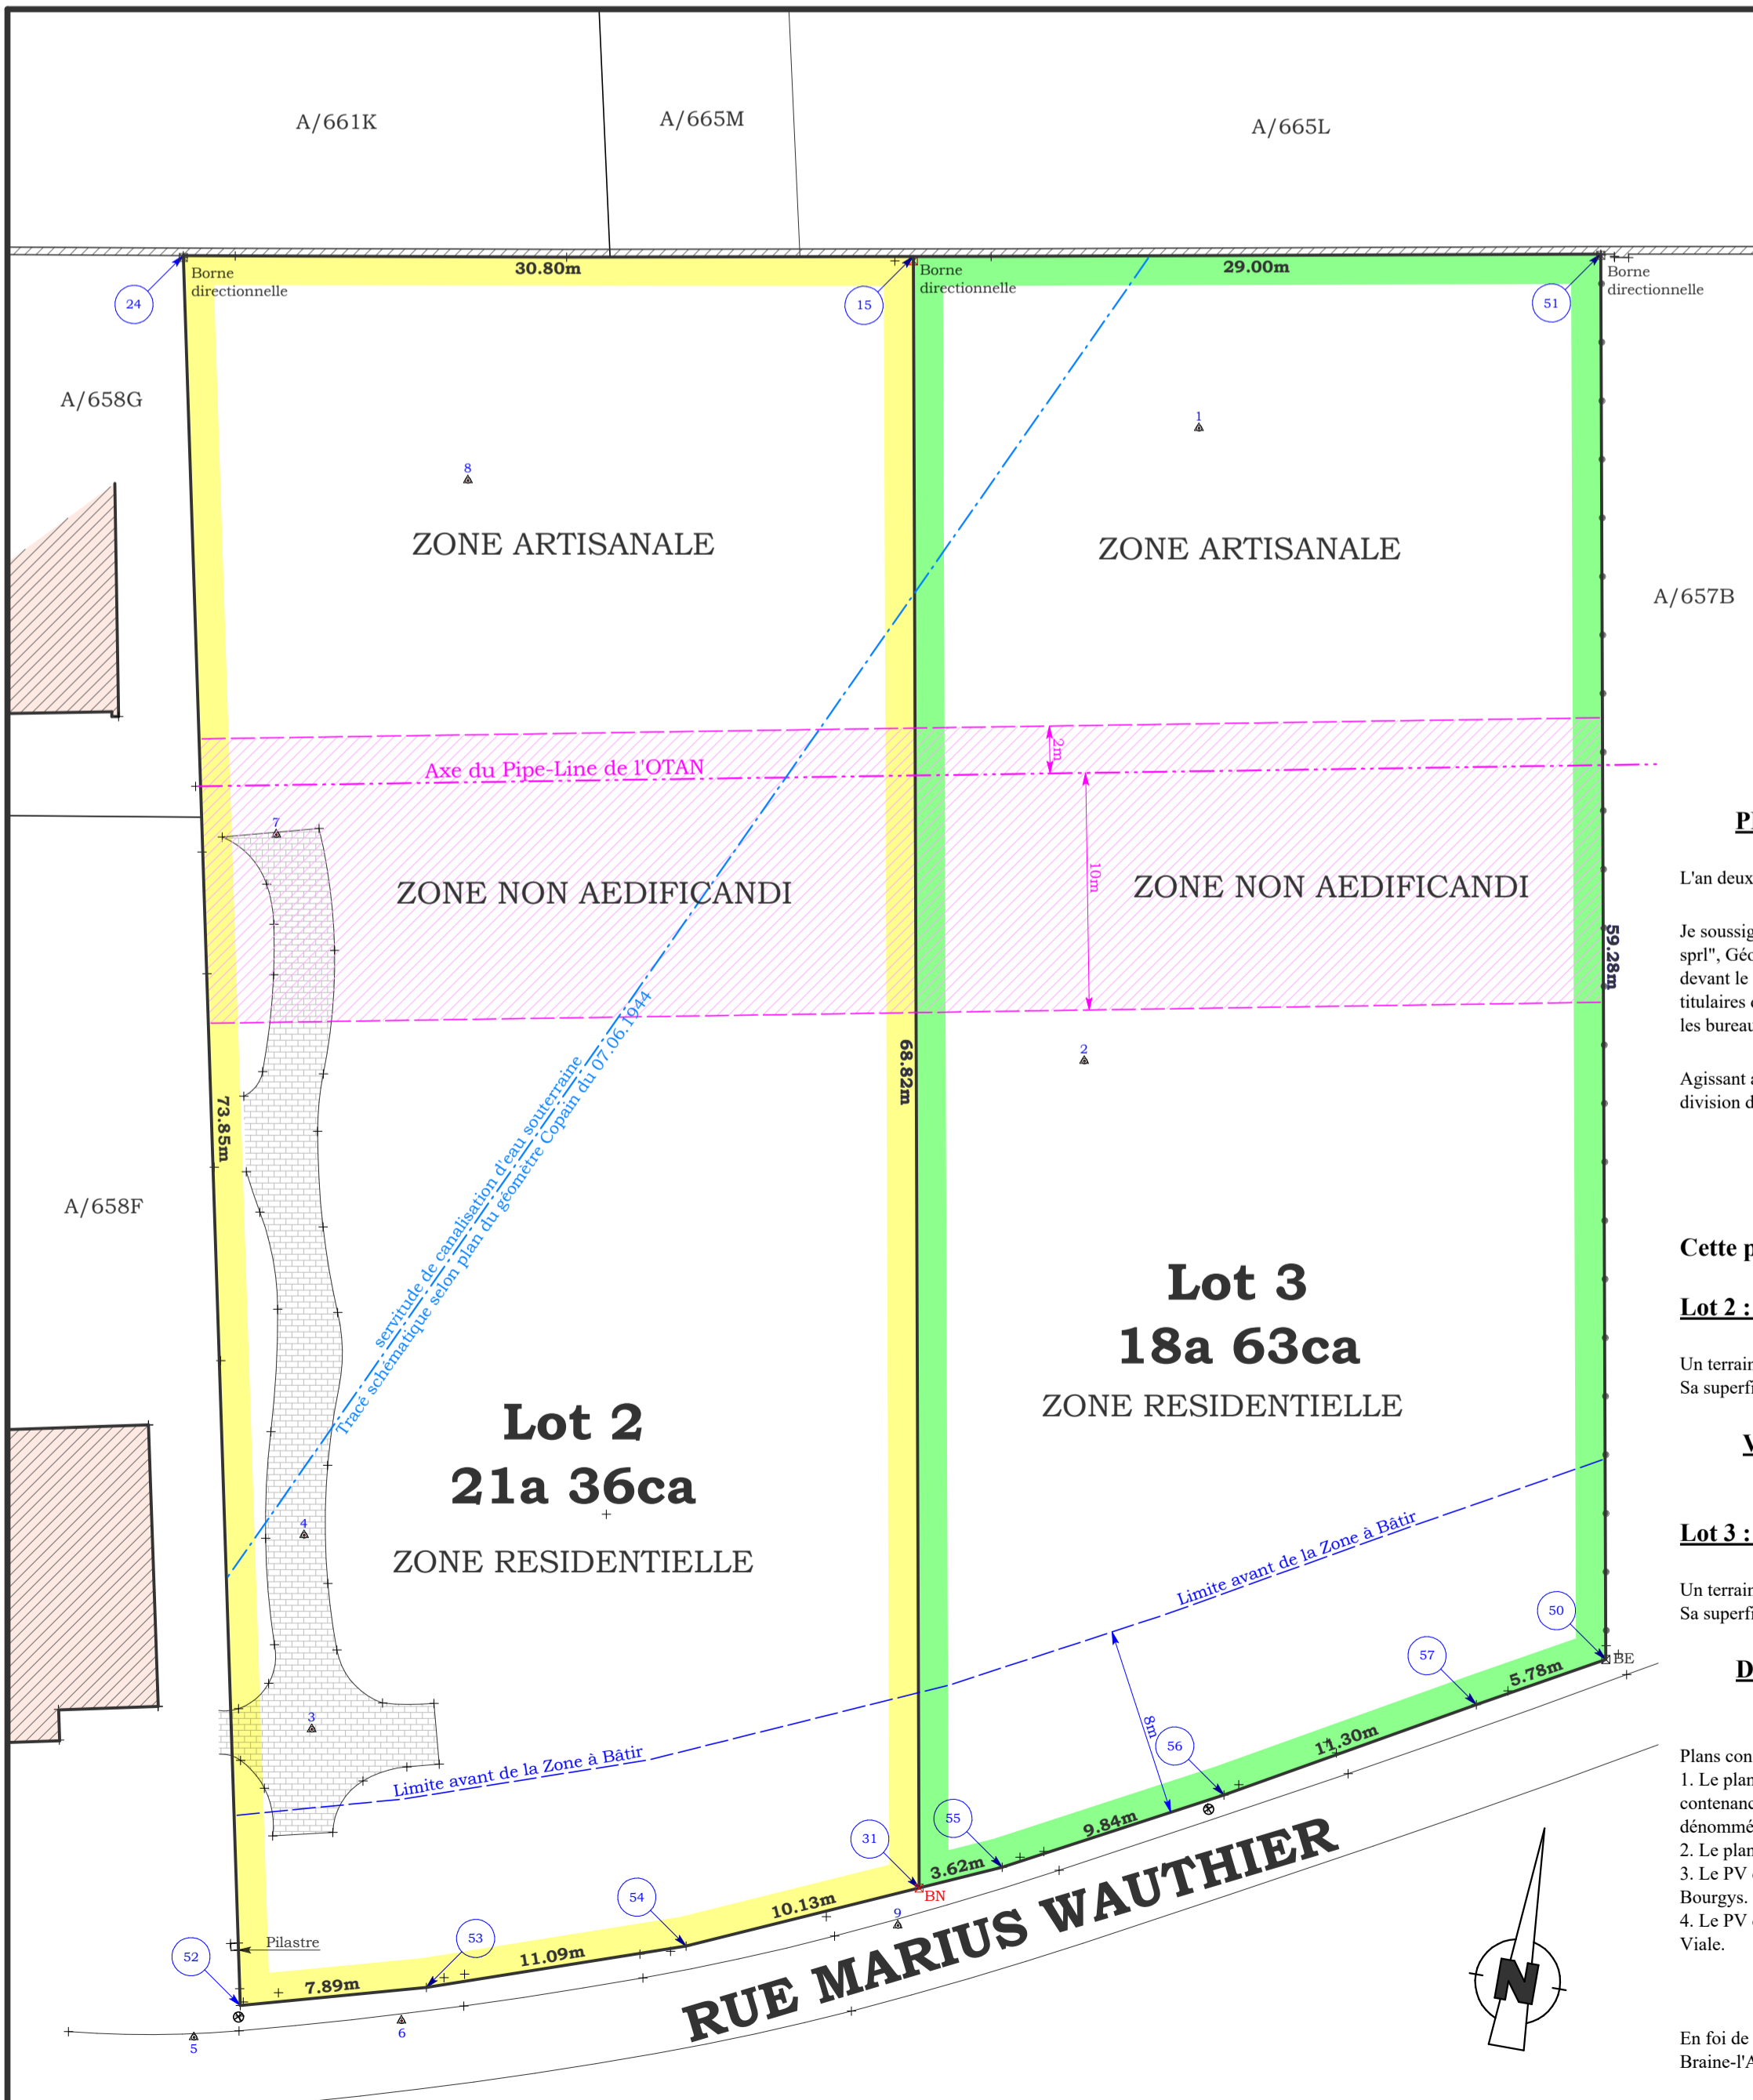 A/661K
A/665M
A/665L
30.80m
29.00m
Borne
directionnelle
Borne
directionnelle
Borne
directionnelle
24
15
51
A/658G
1
8
ZONE ARTISANALE
ZONE ARTISANALE
A/657B
2m
Axe du Pipe-Line de l'OTAN
7
10m
ZONE NON AEDIFICANDI
ZONE NON AEDIFICANDI
59.28m
L'an deux
Je soussig
sprl", Géo
devant le
titulaires
les bureau
Agissant a
division d
68.82m
2
73.85m
servitude de canalisation d'eau souterraine
Tracé schématique selon plan du géomètre Copain du 07.06.1944
A/658F
Cette p
Lot 2 :
Un terrain
Sa superfi
Lot 3
18a 63ca
ZONE RESIDENTIELLE
Lot 2
21a 36ca
ZONE RESIDENTIELLE
4
Lot 3 :
Un terrain
Sa superfi
Limite avant de la Zone à Bâtir
50
BE
57
5.78m
D
3
8m
56
11.30m
Limite avant de la Zone à Bâtir
Plans con
1. Le plan
contenanc
dénommé
2. Le plan
3. Le PV
Bourgys.
4. Le PV
Viale.
55
9.84m
31
3.62m
BN
54
10.13m
9
RUE MARIUS WAUTHIER
53
11.09m
Pilastre
52
7.89m
N
5
6
En foi de
Braine-l'A